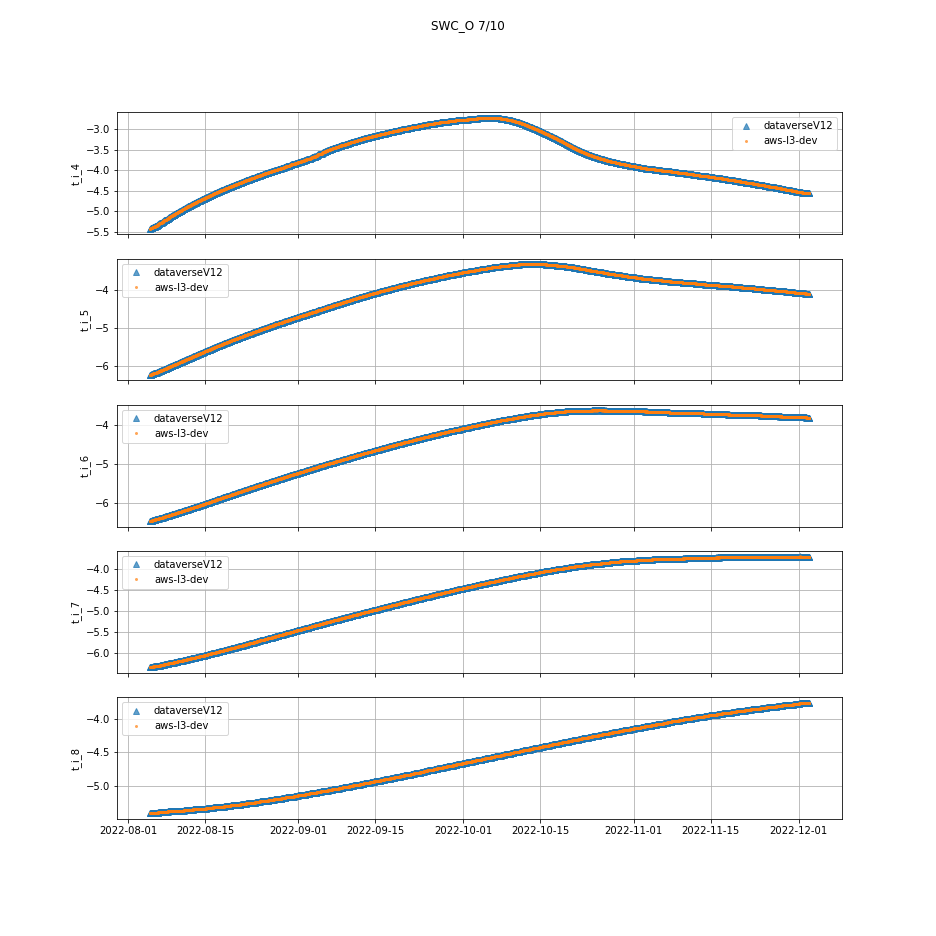 SWC_O 7/10
−3.0
−3.5
−4.0
−4.5
−5.0
−5.5
t_i_4
dataverseV12
aws-l3-dev
−4
−5
−6
t_i_5
dataverseV12
aws-l3-dev
−4
−5
−6
t_i_6
dataverseV12
aws-l3-dev
−4.0
−4.5
−5.0
−5.5
−6.0
t_i_7
dataverseV12
aws-l3-dev
−4.0
−4.5
−5.0
t_i_8
dataverseV12
aws-l3-dev
2022-08-01 2022-08-15 2022-09-01 2022-09-15 2022-10-01 2022-10-15 2022-11-01 2022-11-15 2022-12-01